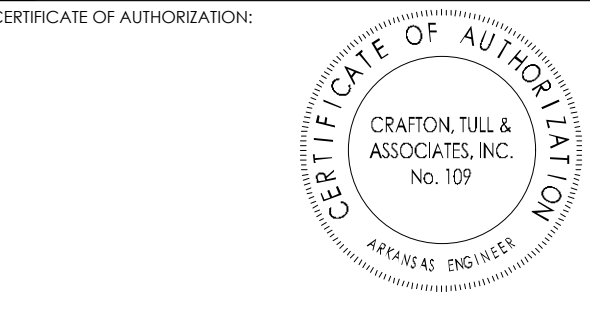 CERTIFICATE OF AUTHORIZATION:
CERTIFICATE OF AUTHORIZATION
CRAFTON, TULL &
ASSOCIATES, INC.
No. 109
ARKANSAS ENGINEER